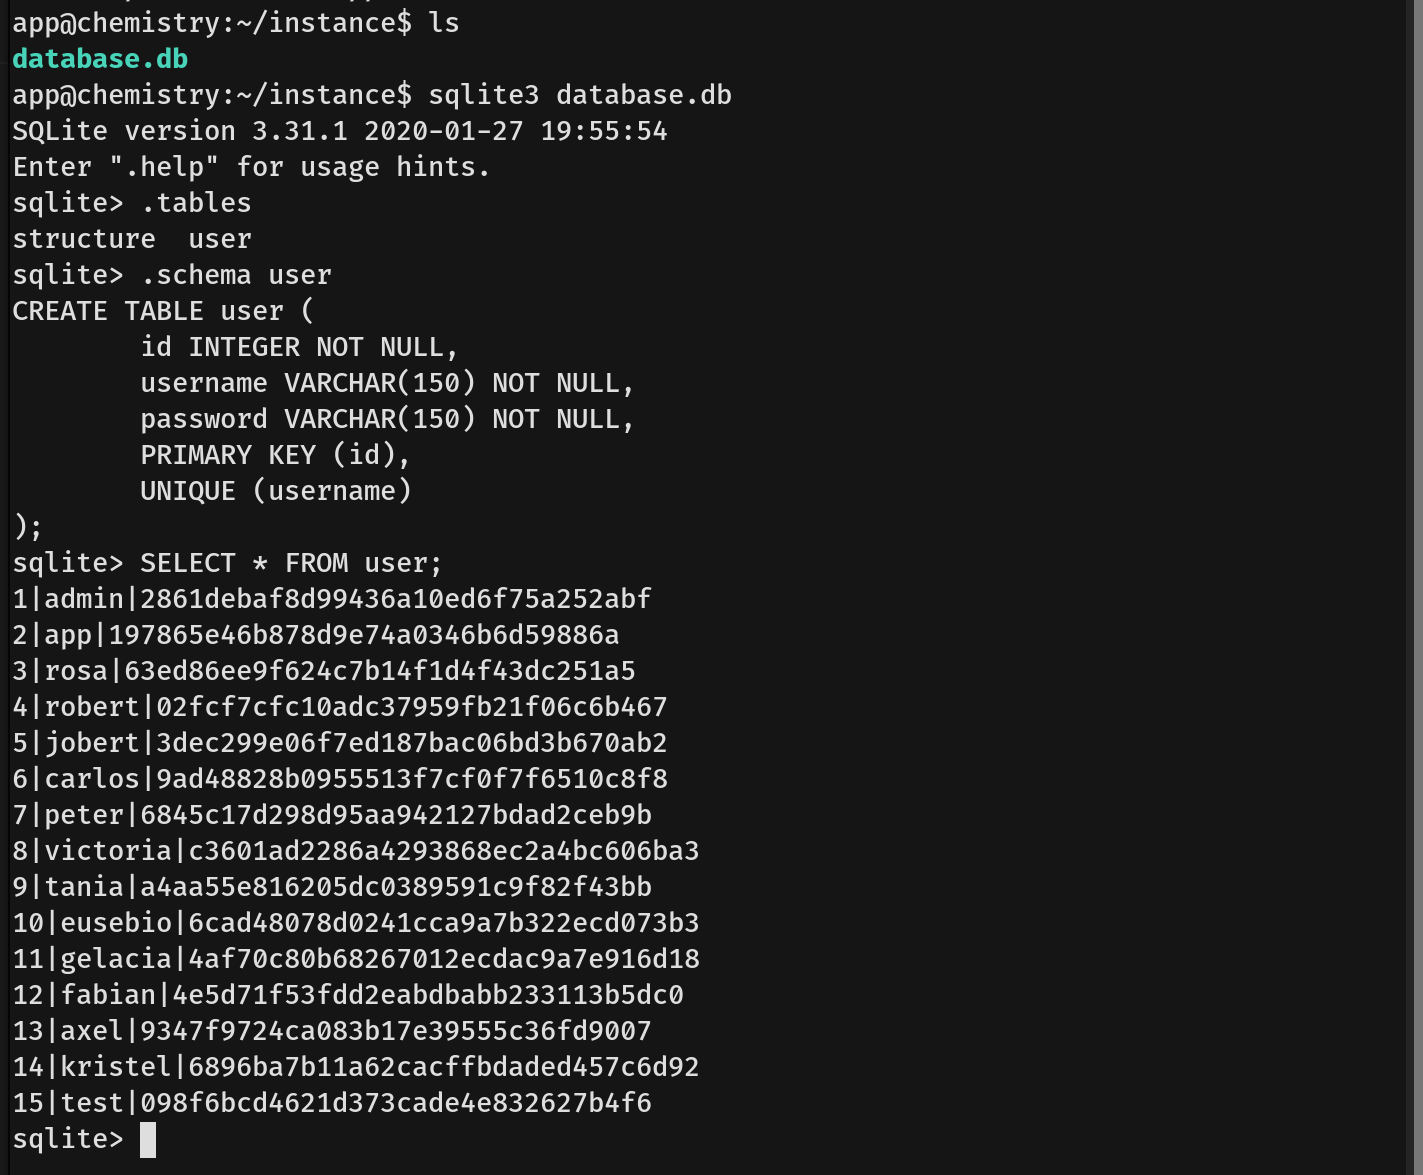 app@chemistry:~/instance$ ls
database.db
app@chemistry:~/instance$ sqlite3 database.db
SQLite version 3.31.1 2020-01-27 19:55:54
Enter ".help" for usage hints.
sqlite> .tables
structure  user
sqlite> .schema user
CREATE TABLE user (
        id INTEGER NOT NULL,
        username VARCHAR(150) NOT NULL,
        password VARCHAR(150) NOT NULL,
        PRIMARY KEY (id),
        UNIQUE (username)
);
sqlite> SELECT * FROM user;
1|admin|2861debaf8d99436a10ed6f75a252abf
2|app|197865e46b878d9e74a0346b6d59886a
3|rosa|63ed86ee9f624c7b14f1d4f43dc251a5
4|robert|02fcf7cfc10adc37959fb21f06c6b467
5|jobert|3dec299e06f7ed187bac06bd3b670ab2
6|carlos|9ad48828b0955513f7cf0f7f6510c8f8
7|peter|6845c17d298d95aa942127bdad2ceb9b
8|victoria|c3601ad2286a4293868ec2a4bc606ba3
9|tania|a4aa55e816205dc0389591c9f82f43bb
10|eusebio|6cad48078d0241cca9a7b322ecd073b3
11|gelacia|4af70c80b68267012ecdac9a7e916d18
12|fabian|4e5d71f53fdd2eabdbabb233113b5dc0
13|axel|9347f9724ca083b17e39555c36fd9007
14|kristel|6896ba7b11a62cacffbdaded457c6d92
15|test|098f6bcd4621d373cade4e832627b4f6
sqlite>